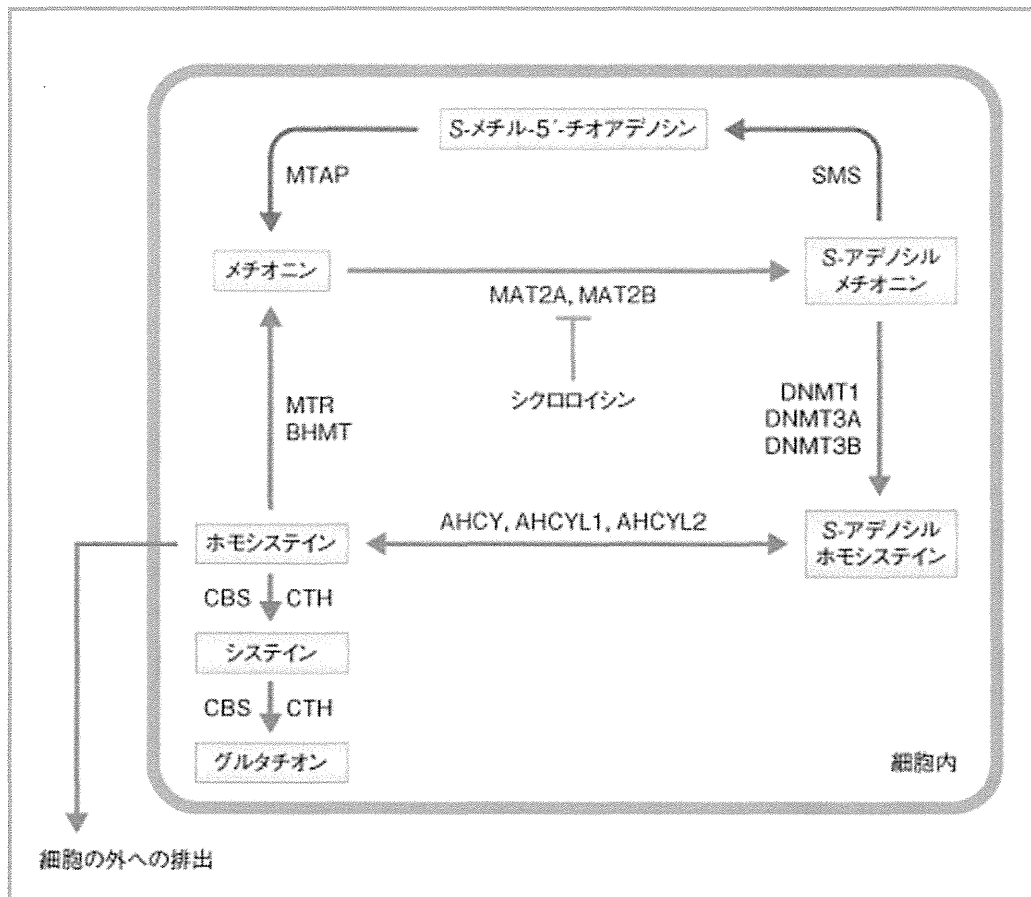 S-メチル-5´-チオアデノシン
MTAP
SMS
メチオニン
S-アデノシル
メチオニン
MAT2A, MAT2B
シクロロイシン
MTR
BHMT
DNMT1
DNMT3A
DNMT3B
AHCY, AHCYL1, AHCYL2
ホモシステイン
S-アデノシル
ホモシステイン
CBS
CTH
システイン
CBS
CTH
グルタチオン
細胞内
細胞の外への排出